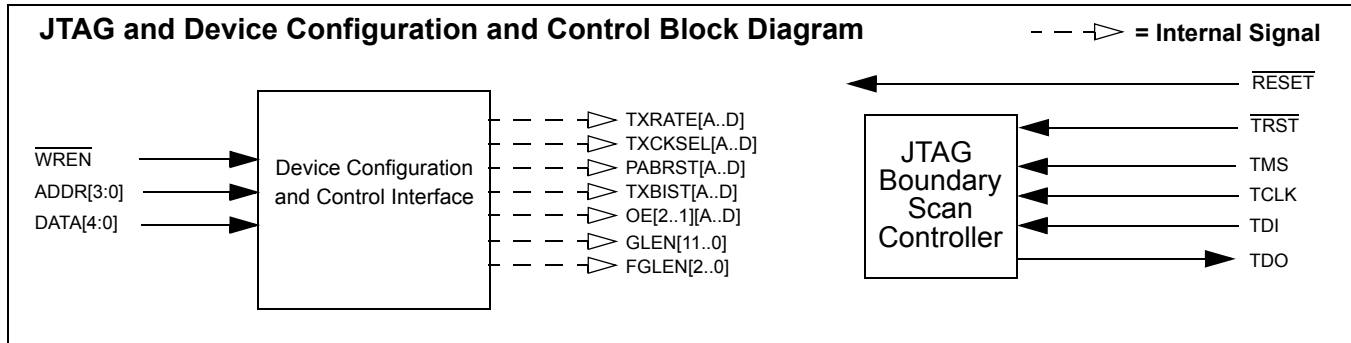 JTAG and Device Configuration and Control Block Diagram
= Internal Signal
WREN
ADDR[3:0]
DATA[4:0]
Device Configuration
and Control Interface
TXRATE[A..D]
TXCKSEL[A..D]
PABRST[A..D]
TXBIST[A..D]
OE[2..1][A..D]
GLEN[11..0]
FGLEN[2..0]
JTAG
Boundary
Scan
Controller
RESET
TRST
TMS
TCLK
TDI
TDO